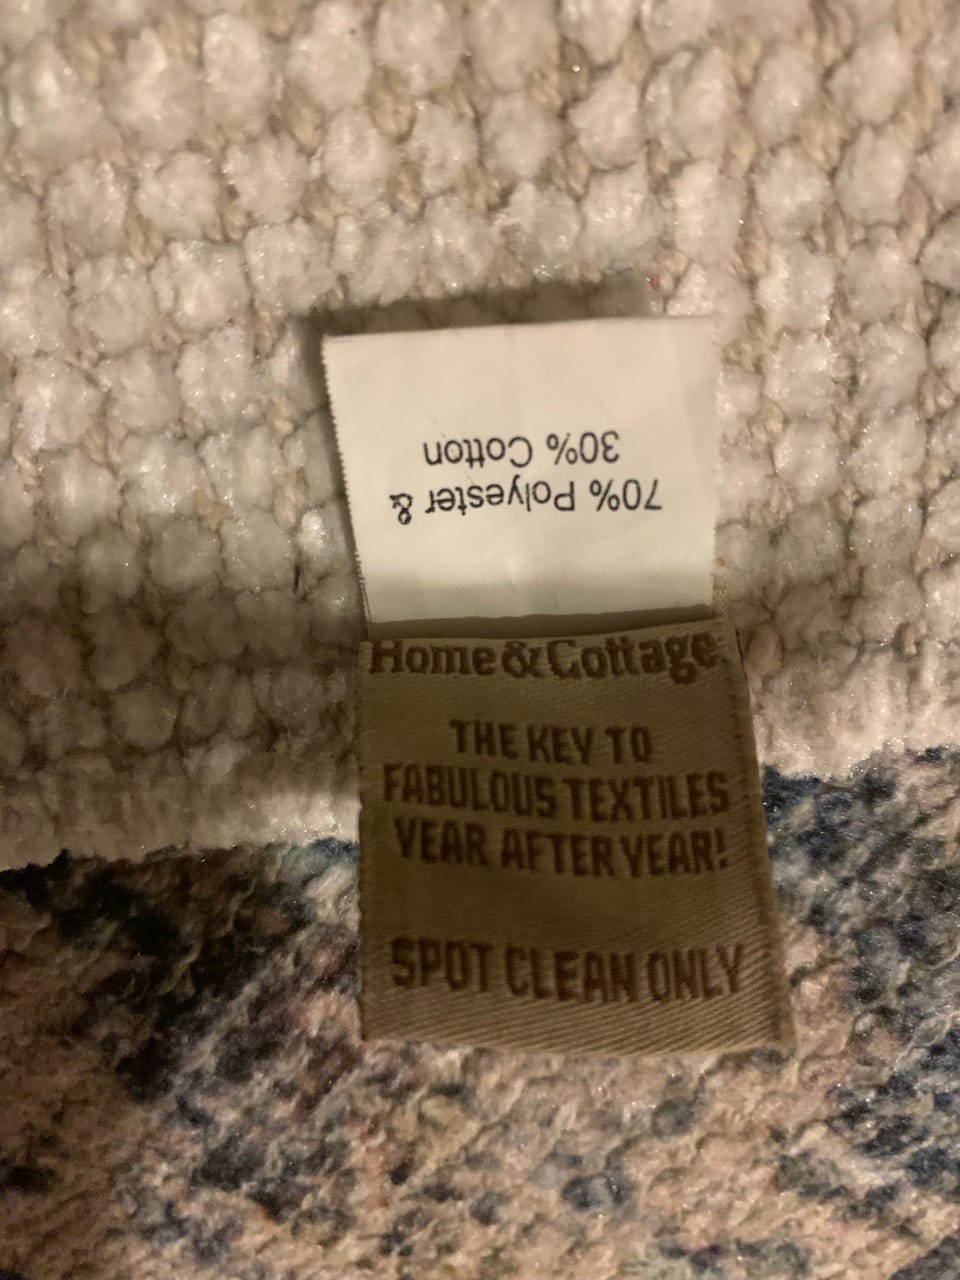 70% Polyester &
30% Cotton
Home&Cottage
THE KEY TO
FABULOUS TEXTILES
YEAR AFTER YEAR!
SPOT CLEAN ONLY